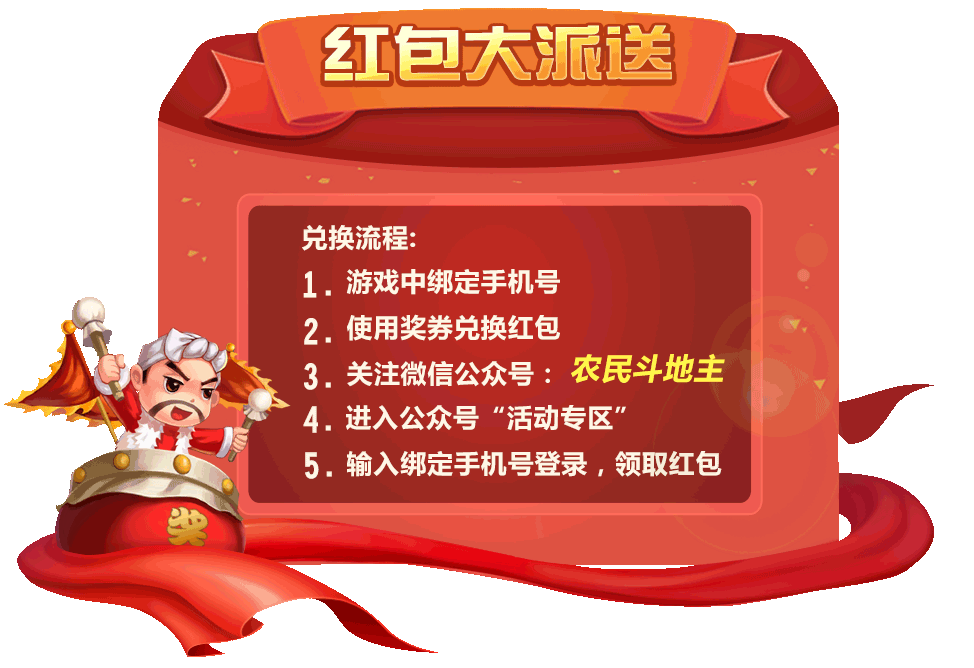 红包大派送
兑换流程:
1. 游戏中绑定手机号
2. 使用奖券兑换红包
3. 关注微信公众号： 农民斗地主
4. 进入公众号“活动专区”
5. 输入绑定手机号登录，领取红包
奖